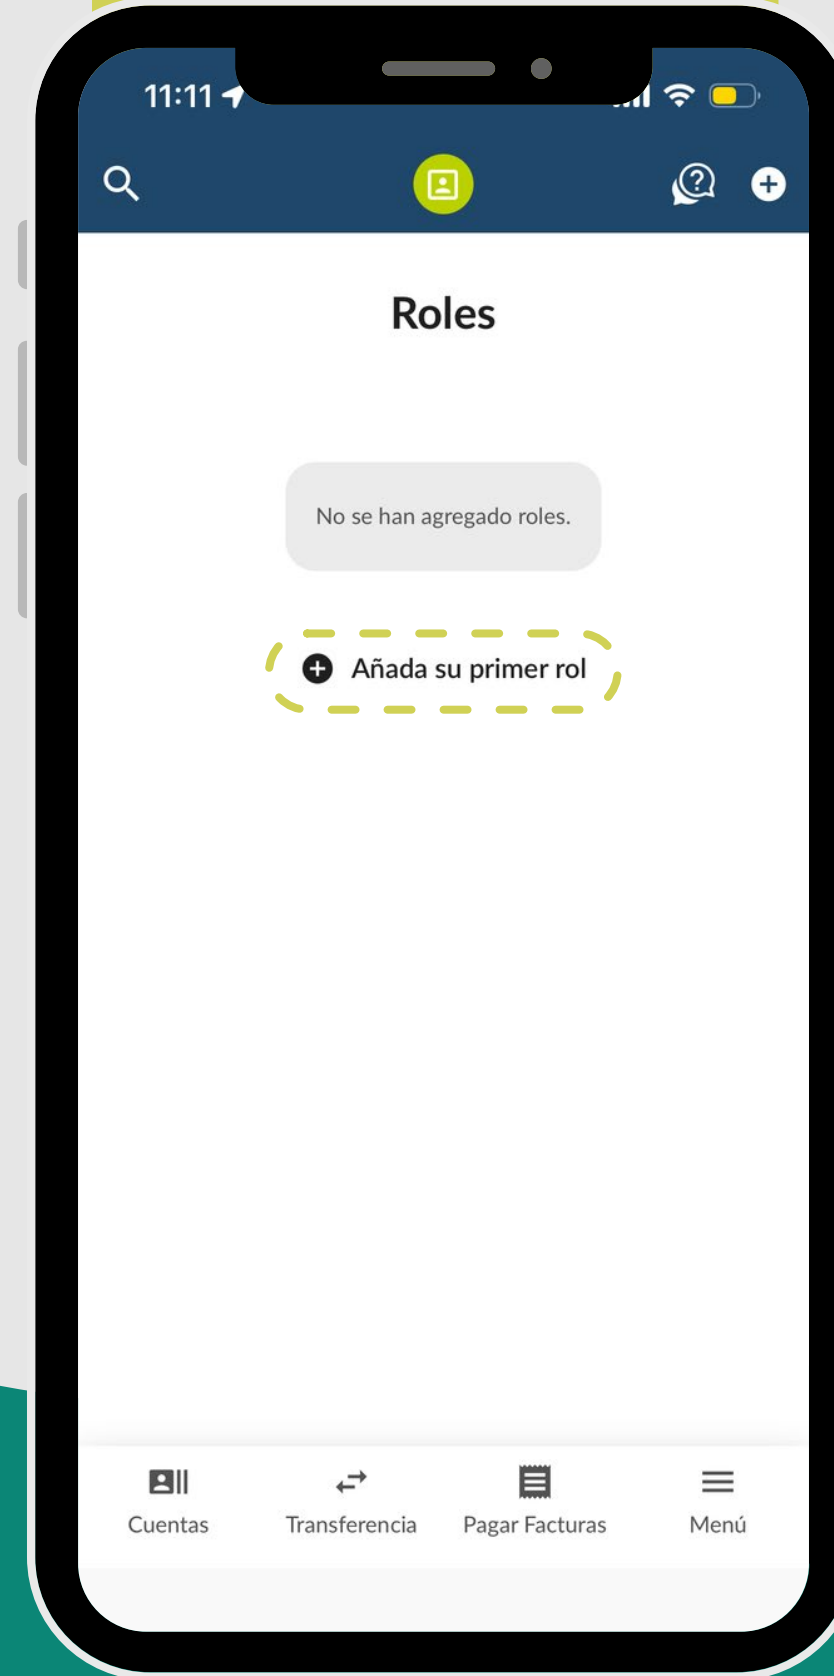 11:11
Roles
No se han agregado roles.
Añada su primer rol
Cuentas
Transferencia
Pagar Facturas
Menú